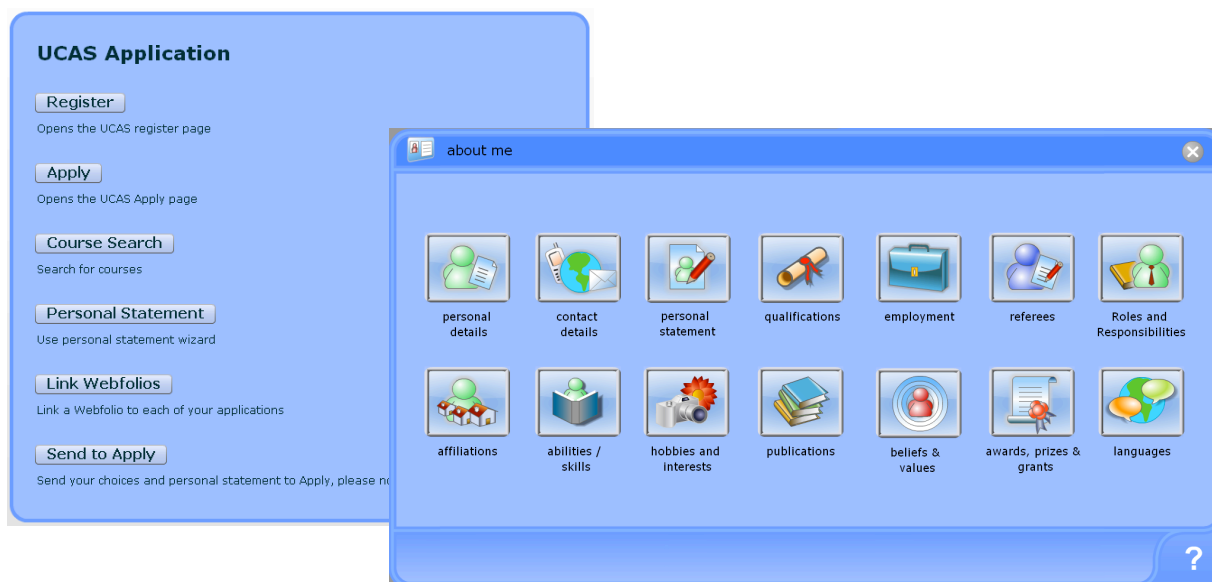 UCAS Application
Register
Opens the UCAS register page
Apply
Opens the UCAS Apply page
Course Search
Search for courses
Personal Statement
Use personal statement wizard
Link Webfolios
Link a Webfolio to each of your applications
Send to Apply
Send your choices and personal statement to Apply, please
about me
personal
details
contact
details
personal
statement
qualifications
employment
referees
Roles and
Responsibilities
affiliations
abilities /
skills
hobbies and
interests
publications
beliefs &
values
awards, prizes &
grants
languages
?